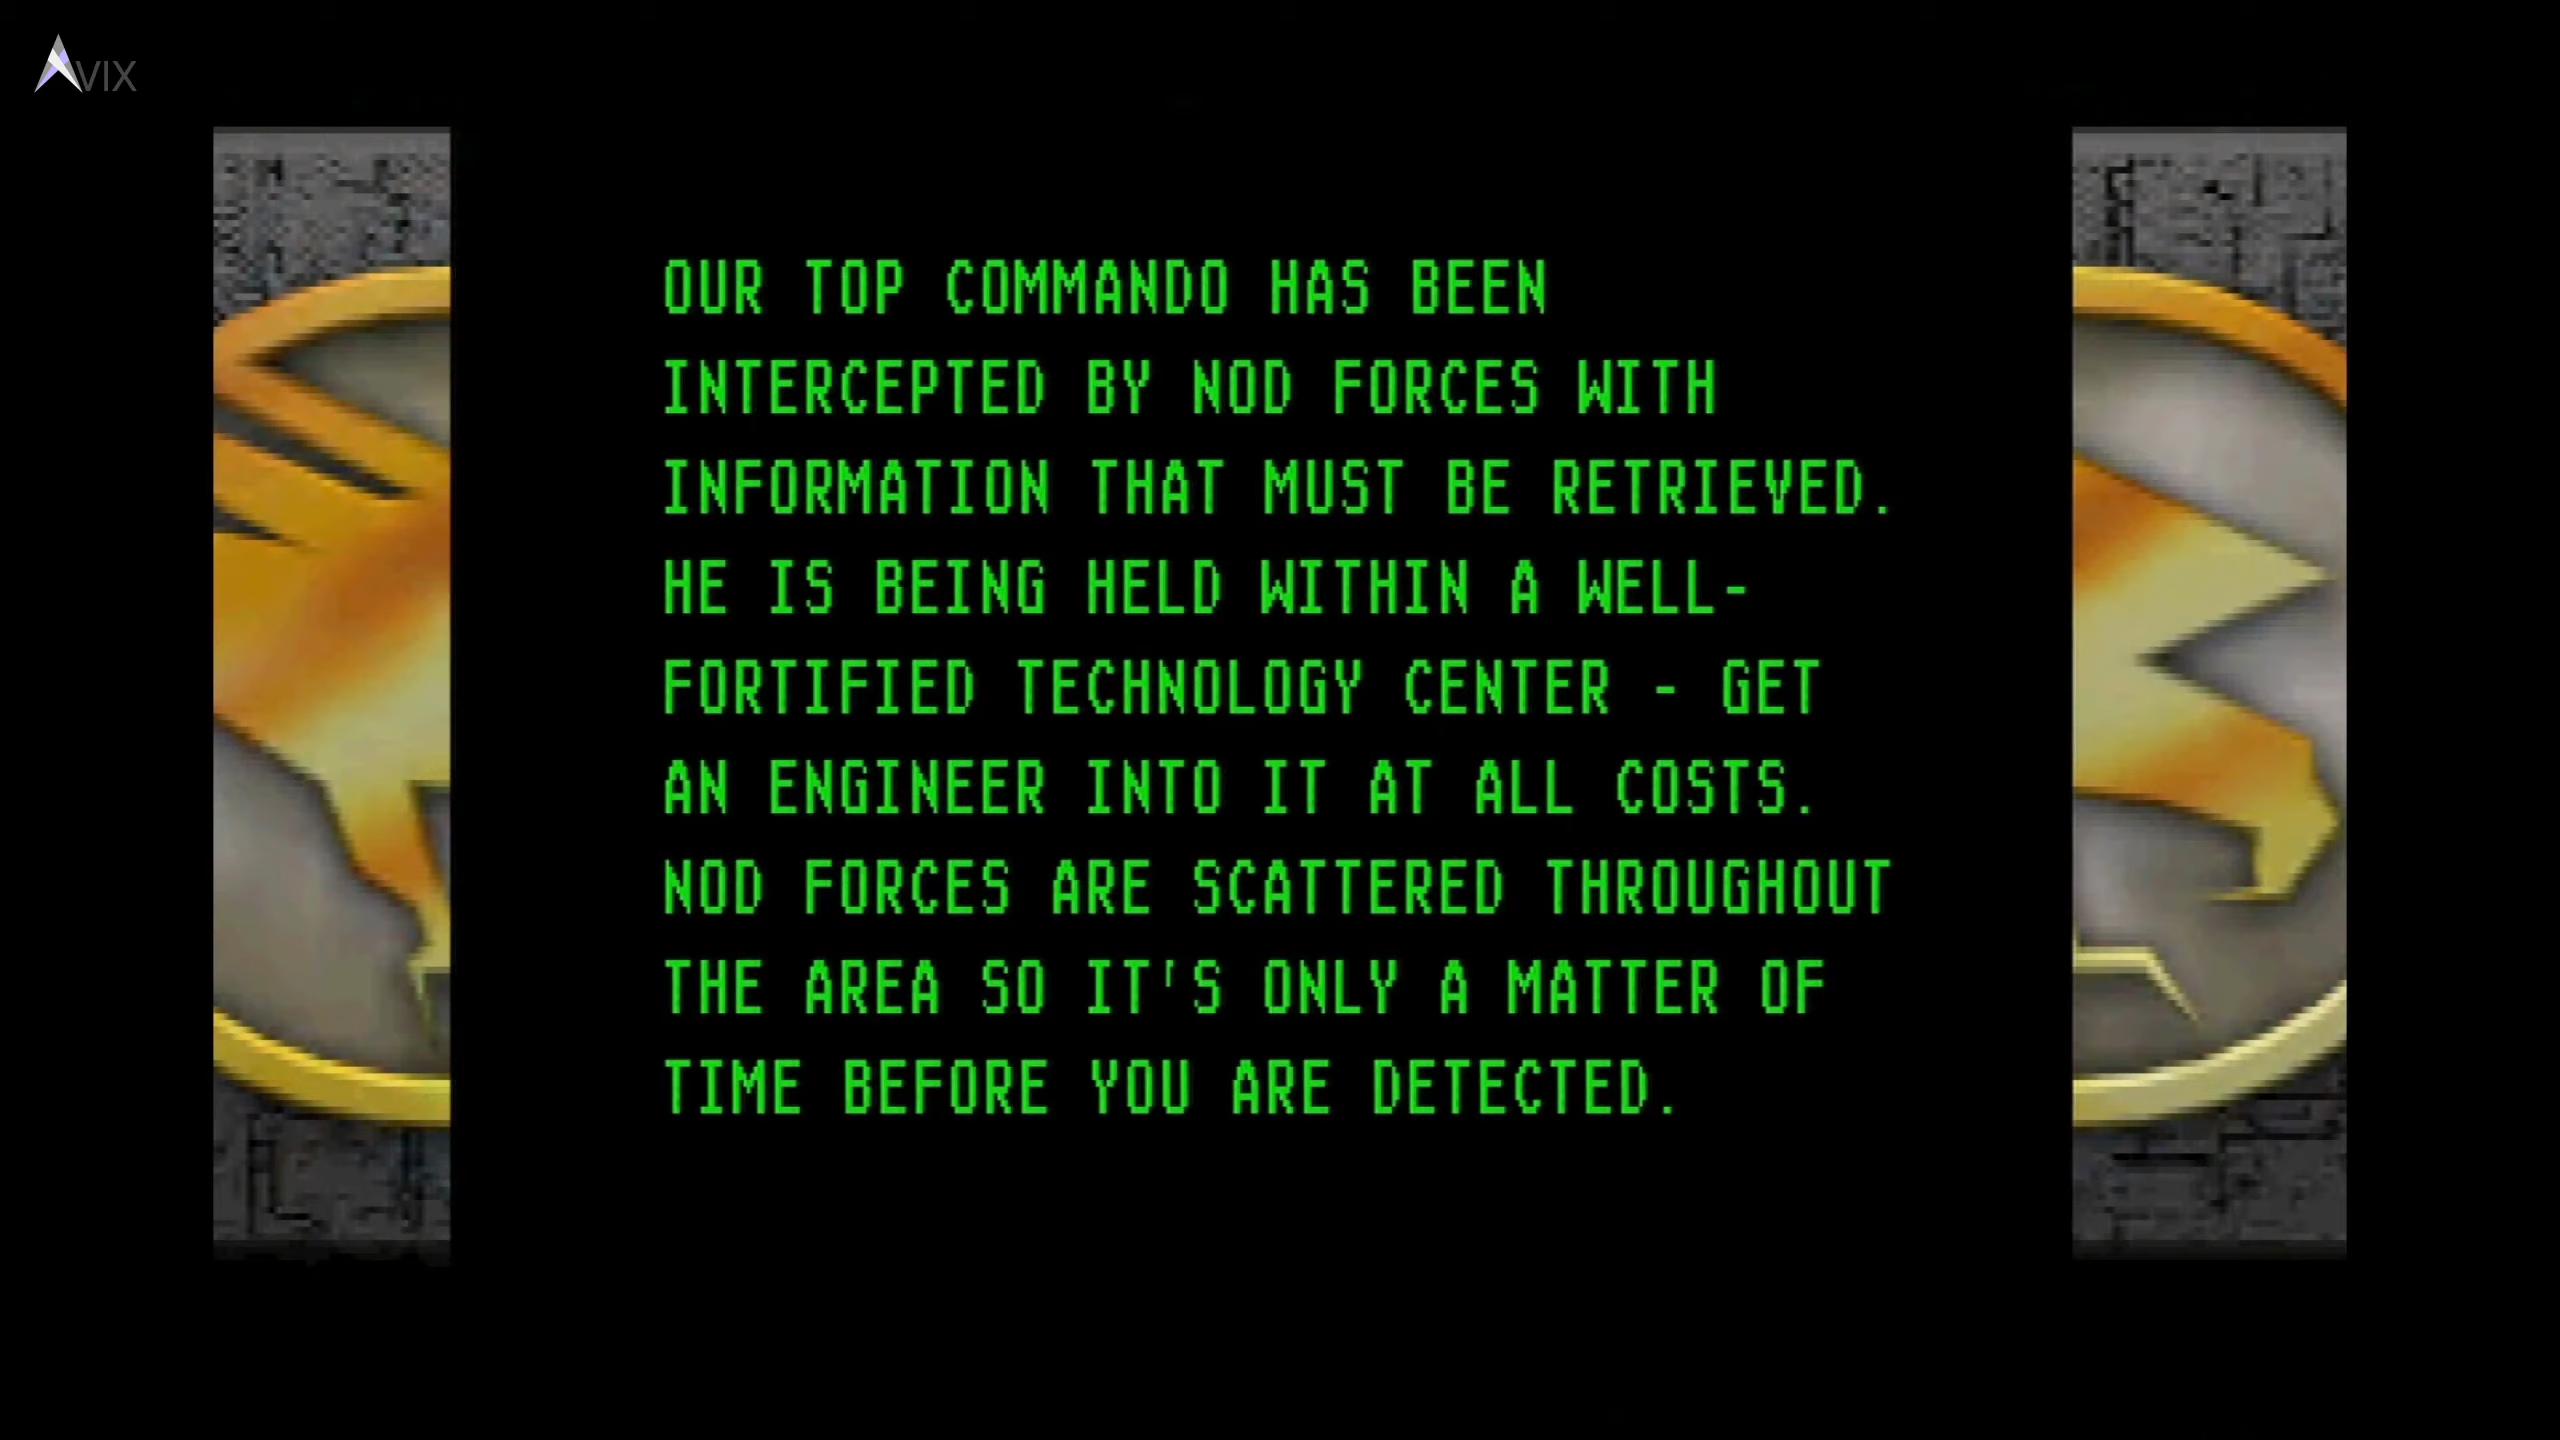 AVIX
OUR TOP COMMANDO HAS BEEN
INTERCEPTED BY NOD FORCES WITH
INFORMATION THAT MUST BE RETRIEVED.
HE IS BEING HELD WITHIN A WELL-
FORTIFIED TECHNOLOGY CENTER - GET
AN ENGINEER INTO IT AT ALL COSTS.
NOD FORCES ARE SCATTERED THROUGHOUT
THE AREA SO IT'S ONLY A MATTER OF
TIME BEFORE YOU ARE DETECTED.